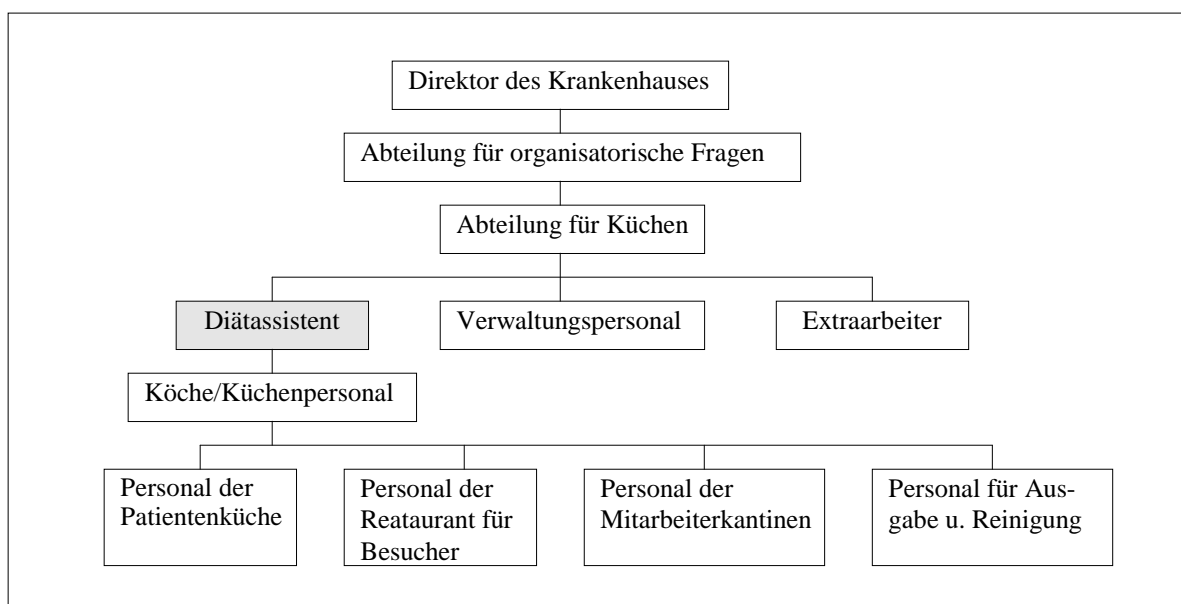 Direktor des Krankenhauses
Abteilung für organisatorische Fragen
Abteilung für Küchen
Diätassistent
Verwaltungspersonal
Extraarbeiter
Köche/Küchenpersonal
Personal der
Patientenküche
Personal der
Reataurant für
Besucher
Personal der
Mitarbeiterkantinen
Personal für Aus-
gabe u. Reinigung